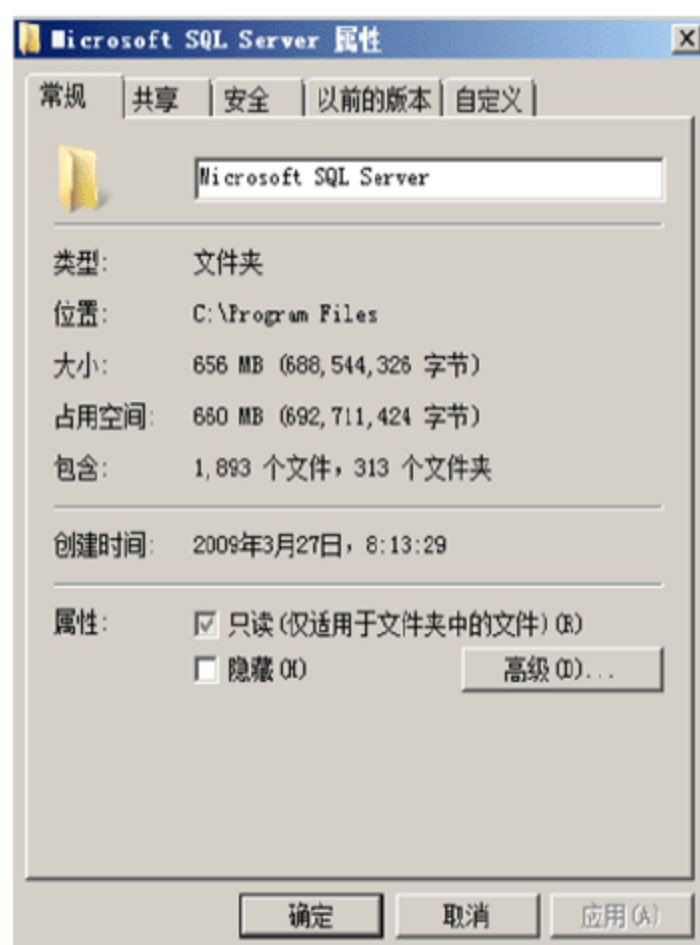 Microsoft SQL Server 属性
常规 共享 安全 以前的版本 自定义
Microsoft SQL Server
类型: 文件夹
位置: C:\Program Files
大小: 656 MB (688,544,326 字节)
占用空间: 660 MB (692,711,424 字节)
包含: 1,893 个文件，313 个文件夹
创建时间: 2009年3月27日，8:13:29
属性: 只读(仅适用于文件夹中的文件)(R)
隐藏(H) 高级(D)...
确定 取消 应用(A)